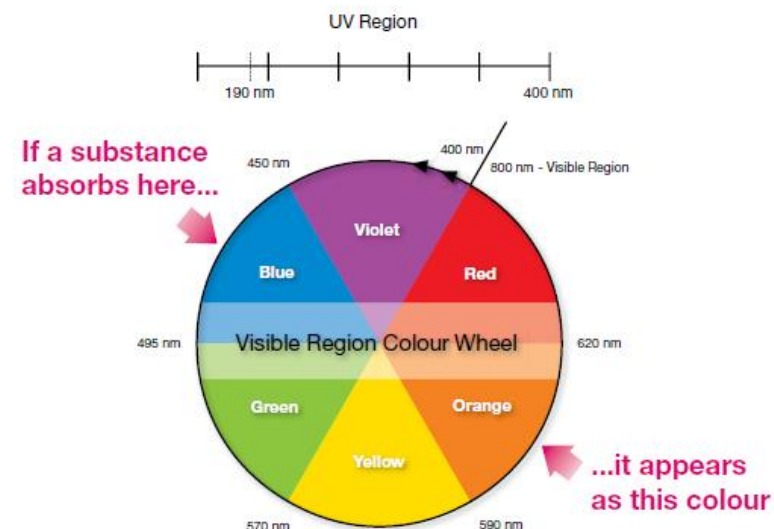 UV Region
190 nm
400 nm
If a substance
absorbs here...
450 nm
400 nm
800 nm - Visible Region
Violet
Blue
Red
495 nm
Visible Region Colour Wheel
620 nm
Green
Orange
Yellow
...it appears
as this colour
570 nm
590 nm